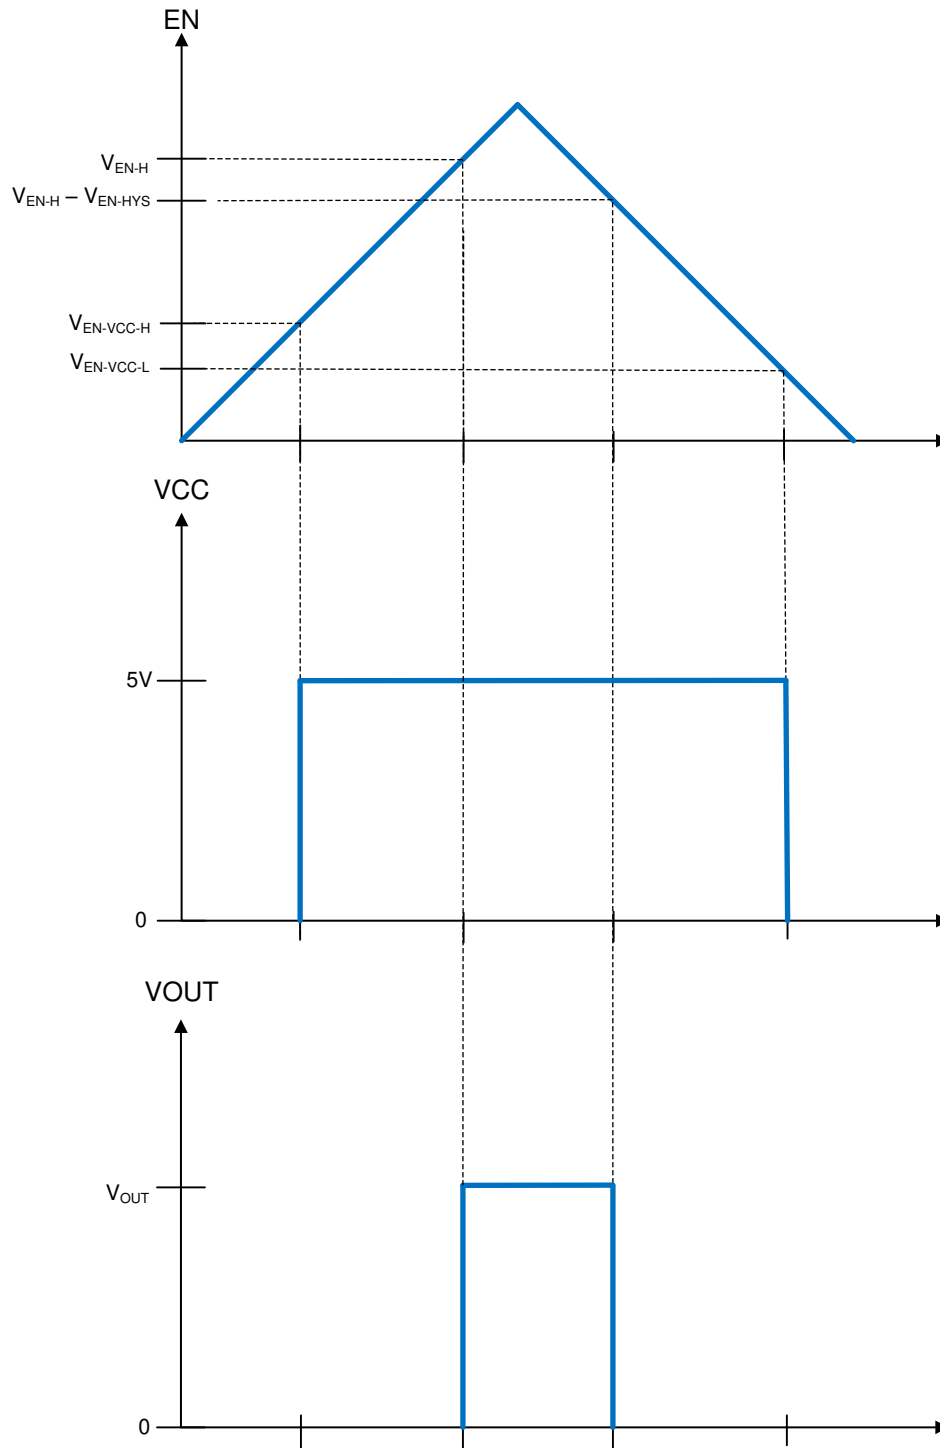 EN
VEN-H
VEN-H – VEN-HYS
VEN-VCC-H
VEN-VCC-L
VCC
5V
0
VOUT
VOUT
0